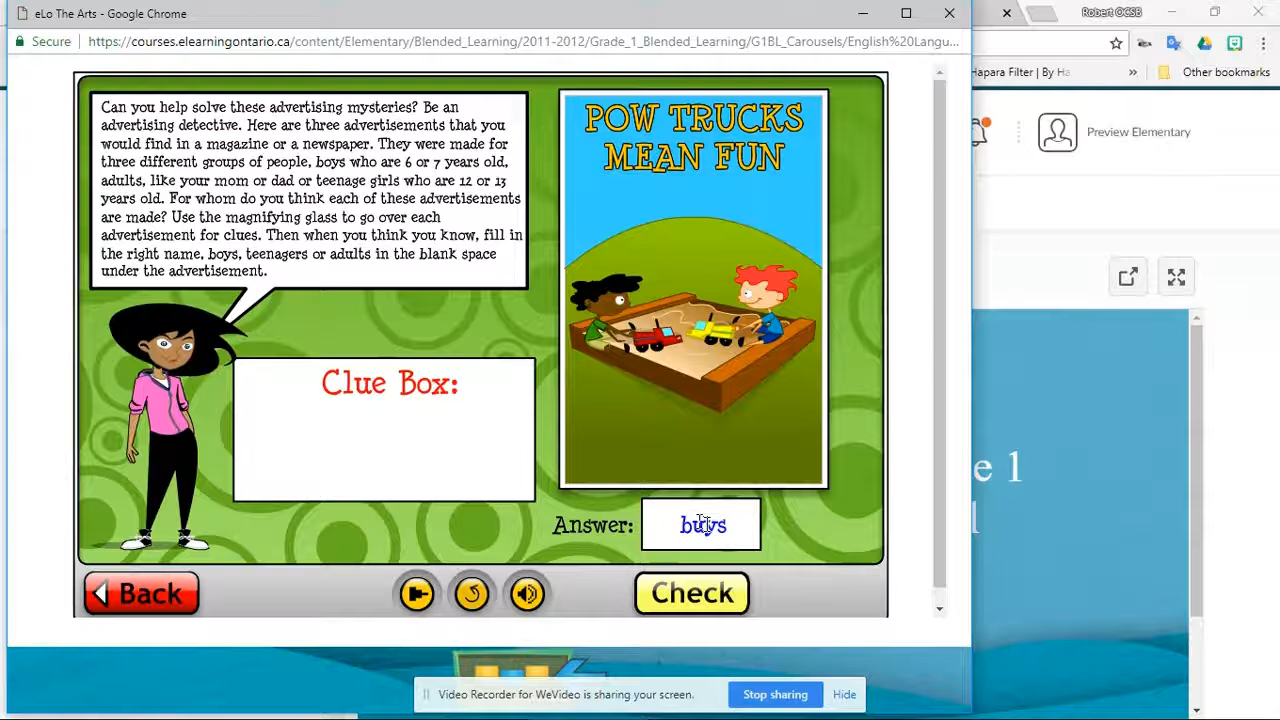 eLo The Arts - Google Chrome
Robert OCSB
Secure
https://courses.elearningontario.ca/content/Elementary/Blended_Learning/2011-2012/Grade_1_Blended_Learning/G1BL_Carousels/English%20Langu...
Hapara Filter | By Ha
»
Other bookmarks
Preview Elementary
Can you help solve these advertising mysteries? Be an
advertising detective. Here are three advertisements that you
would find in a magazine or a newspaper. They were made for
three different groups of people, boys who are 6 or 7 years old,
adults, like your mom or dad or teenage girls who are 12 or 13
years old. For whom do you think each of these advertisements
are made? Use the magnifying glass to go over each
advertisement for clues. Then when you think you know, fill in
the right name, boys, teenagers or adults in the blank space
under the advertisement.
POW TRUCKS
MEAN FUN
Clue Box:
e 1
l
Answer:
buys
Back
Check
Video Recorder for WeVideo is sharing your screen.
Stop sharing
Hide